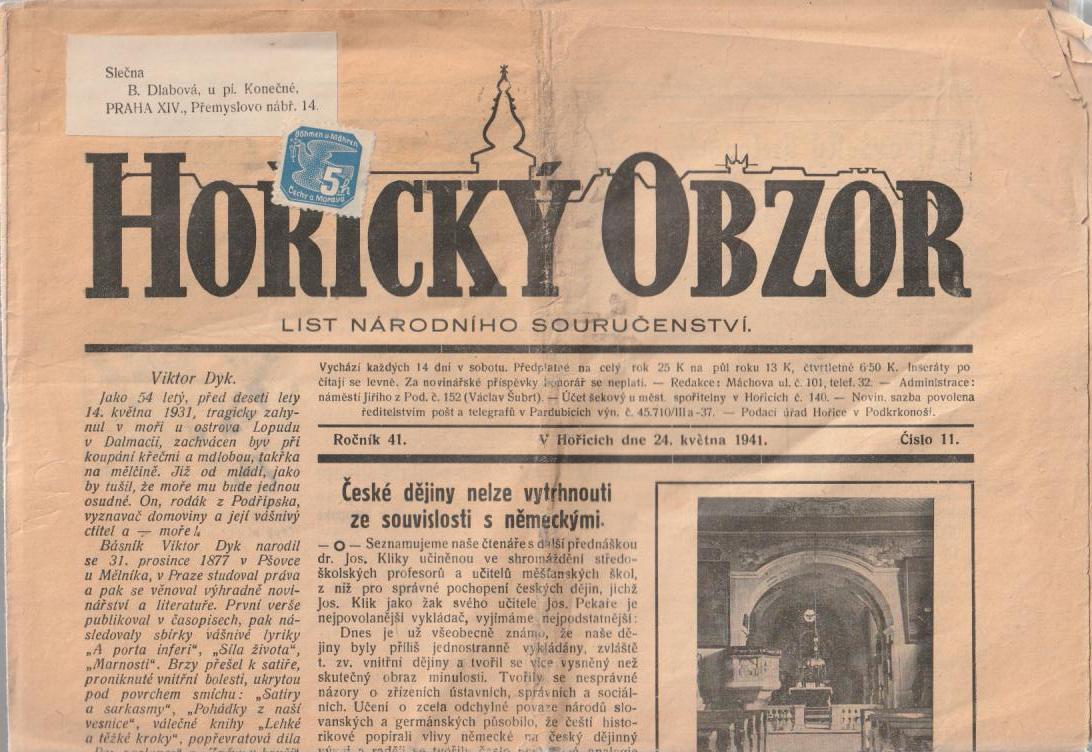 Slečna
B. Dlabová, u pí. Konečné,
PRAHA XIV., Přemyslovo nábř. 14.
Böhmen u. Mähren
5h
Čechy a Morava
HOŘICKÝ OBZOR
LIST NÁRODNÍHO SOURUČENSTVÍ.
Vychází každých 14 dní v sobotu. Předplatné na celý rok 25 K na půl roku 13 K, čtvrtletně 6·50 K. Inseráty po
čítají se levně. Za novinářské příspěvky honorář se neplatí. — Redakce: Máchova ul. č. 101, telef. 32. — Administrace:
náměstí Jiřího z Pod. č. 152 (Václav Šubrt). — Účet šekový u měst. spořitelny v Hořicích č. 140. — Novin. sazba povolena
ředitelstvím pošt a telegrafů v Pardubicích výn. č. 45.710/IIIa-37. — Podací úřad Hořice v Podkrkonoší.
Ročník 41. V Hořicích dne 24. května 1941. Číslo 11.
Viktor Dyk.
Jako 54 letý, před deseti lety
14. května 1931, tragicky zahy-
nul v moři u ostrova Lopudu
v Dalmacii, zachvácen byv při
koupání křečmi a mdlobou, takřka
na mělčině. Již od mládí, jako
by tušil, že moře mu bude jednou
osudné. On, rodák z Podřipska,
vyznavač domoviny a její vášnivý
ctitel a — moře!
Básník Viktor Dyk narodil
se 31. prosince 1877 v Pšovce
u Mělníka, v Praze studoval práva
a pak se věnoval výhradně novi-
nářství a literatuře. První verše
publikoval v časopisech, pak ná-
sledovaly sbírky vášnivé lyriky
„A porta inferi“, „Síla života“,
„Marnosti“. Brzy přešel k satiře,
proniknuté vnitřní bolestí, ukrytou
pod povrchem smíchu: „Satiry
a sarkasmy“, „Pohádky z naší
vesnice“, válečné knihy „Lehké
a těžké kroky“, popřevratová díla
České dějiny nelze vytrhnouti
ze souvislosti s německými.
— o — Seznamujeme naše čtenáře s další přednáškou
dr. Jos. Kliky učiněnou ve shromáždění středo-
školských profesorů a učitelů měšťanských škol,
z níž pro správné pochopení českých dějin, jichž
Jos. Klik jako žak svého učitele Jos. Pekaře je
nejpovolanější vykládač, vyjímáme nejpodstatnější:
Dnes je už všeobecně známo, že naše dě-
jiny byly příliš jednostranně vykládány, zvláště
t. zv. vnitřní dějiny a tvořil se více vysněný než
skutečný obraz minulosti. Tvořily se nesprávné
názory o zřízeních ústavních, správních a sociál-
ních. Učení o zcela odchylné povaze národů slo-
vanských a germánských působilo, že čeští histo-
rikové popírali vlivy německé na český dějinný